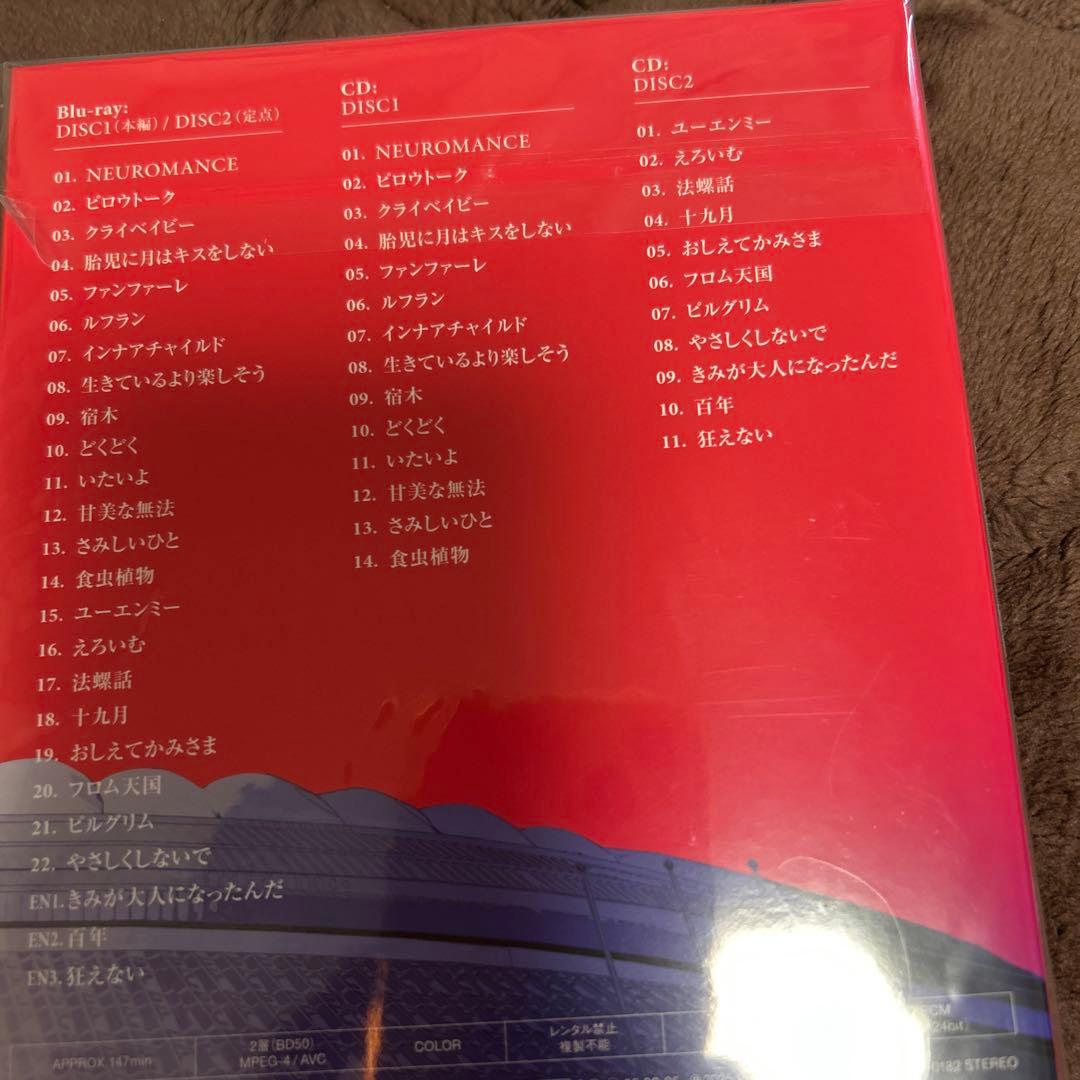 Blu-ray:
DISC1(本編) / DISC2(定点)
01. NEUROMANCE
02. ピロウトーク
03. クライベイビー
04. 胎児に月はキスをしない
05. ファンファーレ
06. ルフラン
07. インナアチャイルド
08. 生きているより楽しそう
09. 宿木
10. どくどく
11. いたいよ
12. 甘美な無法
13. さみしいひと
14. 食虫植物
15. ユーエンミー
16. えろいむ
17. 法螺話
18. 十九月
19. おしえてかみさま
20. フロム天国
21. ピルグリム
22. やさしくしないで
EN1. きみが大人になったんだ
EN2. 百年
EN3. 狂えない
CD:
DISC1
01. NEUROMANCE
02. ピロウトーク
03. クライベイビー
04. 胎児に月はキスをしない
05. ファンファーレ
06. ルフラン
07. インナアチャイルド
08. 生きているより楽しそう
09. 宿木
10. どくどく
11. いたいよ
12. 甘美な無法
13. さみしいひと
14. 食虫植物
CD:
DISC2
01. ユーエンミー
02. えろいむ
03. 法螺話
04. 十九月
05. おしえてかみさま
06. フロム天国
07. ピルグリム
08. やさしくしないで
09. きみが大人になったんだ
10. 百年
11. 狂えない
APPROX 147min
2層(BD50)
MPEG-4 / AVC
COLOR
レンタル禁止
複製不能
STEREO